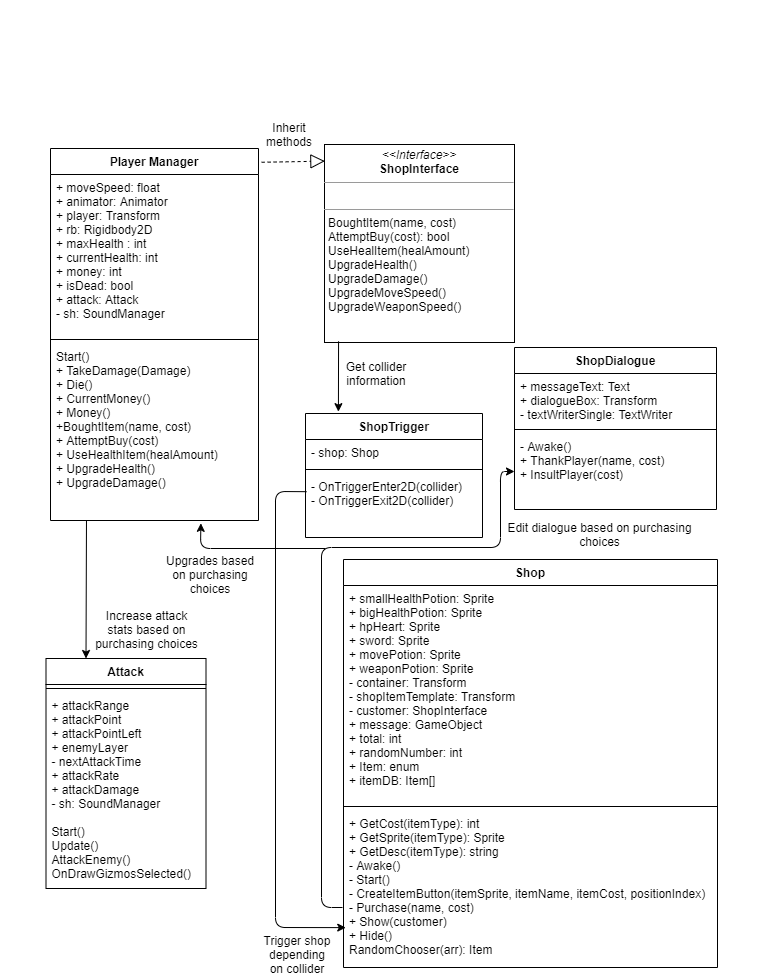 Inherit
methods
Player Manager
+ moveSpeed: float
+ animator: Animator
+ player: Transform
+ rb: Rigidbody2D
+ maxHealth : int
+ currentHealth: int
+ money: int
+ isDead: bool
+ attack: Attack
- sh: SoundManager
Start()
+ TakeDamage(Damage)
+ Die()
+ CurrentMoney()
+ Money()
+BoughtItem(name, cost)
+ AttemptBuy(cost)
+ UseHealthItem(healAmount)
+ UpgradeHealth()
+ UpgradeDamage()
<<Interface>>
ShopInterface
BoughtItem(name, cost)
AttemptBuy(cost): bool
UseHealItem(healAmount)
UpgradeHealth()
UpgradeDamage()
UpgradeMoveSpeed()
UpgradeWeaponSpeed()
Get collider
information
ShopTrigger
- shop: Shop
- OnTriggerEnter2D(collider)
- OnTriggerExit2D(collider)
ShopDialogue
+ messageText: Text
+ dialogueBox: Transform
- textWriterSingle: TextWriter
- Awake()
+ ThankPlayer(name, cost)
+ InsultPlayer(cost)
Edit dialogue based on purchasing
choices
Upgrades based
on purchasing
choices
Increase attack
stats based on
purchasing choices
Attack
+ attackRange
+ attackPoint
+ attackPointLeft
+ enemyLayer
- nextAttackTime
+ attackRate
+ attackDamage
- sh: SoundManager
Start()
Update()
AttackEnemy()
OnDrawGizmosSelected()
Shop
+ smallHealthPotion: Sprite
+ bigHealthPotion: Sprite
+ hpHeart: Sprite
+ sword: Sprite
+ movePotion: Sprite
+ weaponPotion: Sprite
- container: Transform
- shopItemTemplate: Transform
- customer: ShopInterface
+ message: GameObject
+ total: int
+ randomNumber: int
+ Item: enum
+ itemDB: Item[]
+ GetCost(itemType): int
+ GetSprite(itemType): Sprite
+ GetDesc(itemType): string
- Awake()
- Start()
- CreateItemButton(itemSprite, itemName, itemCost, positionIndex)
- Purchase(name, cost)
+ Show(customer)
+ Hide()
RandomChooser(arr): Item
Trigger shop
depending
on collider